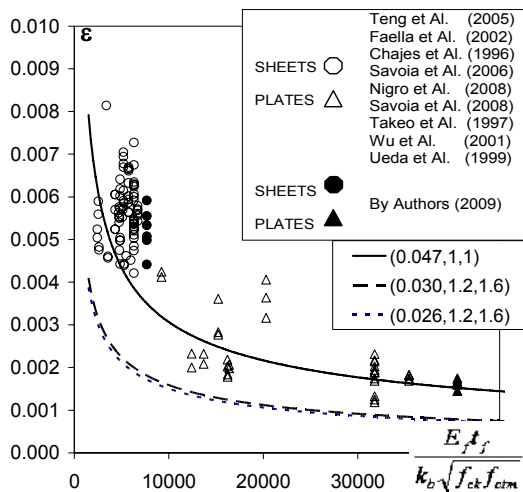 0.010
0.009
0.008
0.007
0.006
0.005
0.004
0.003
0.002
0.001
0.000
ε
Teng et Al. (2005)
Faella et Al. (2002)
Chajes et Al. (1996)
Savoia et Al. (2006)
Nigro et Al. (2008)
Savoia et Al. (2008)
Takeo et Al. (1997)
Wu et Al. (2001)
Ueda et Al. (1999)
SHEETS
PLATES
SHEETS
PLATES
By Authors (2009)
(0.047,1,1)
(0.030,1.2,1.6)
(0.026,1.2,1.6)
0 10000 20000 30000
E_f t_f
k_b √f_ck f_ctm